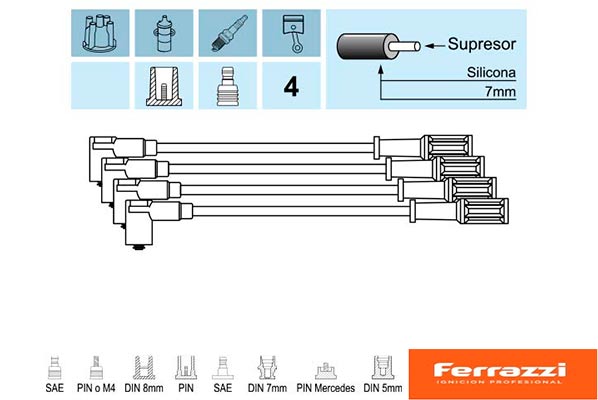 Supresor
Silicona
7mm
4
SAE PIN o M4 DIN 8mm PIN SAE DIN 7mm PIN Mercedes DIN 5mm
Ferrazzi
IGNICION PROFESIONAL